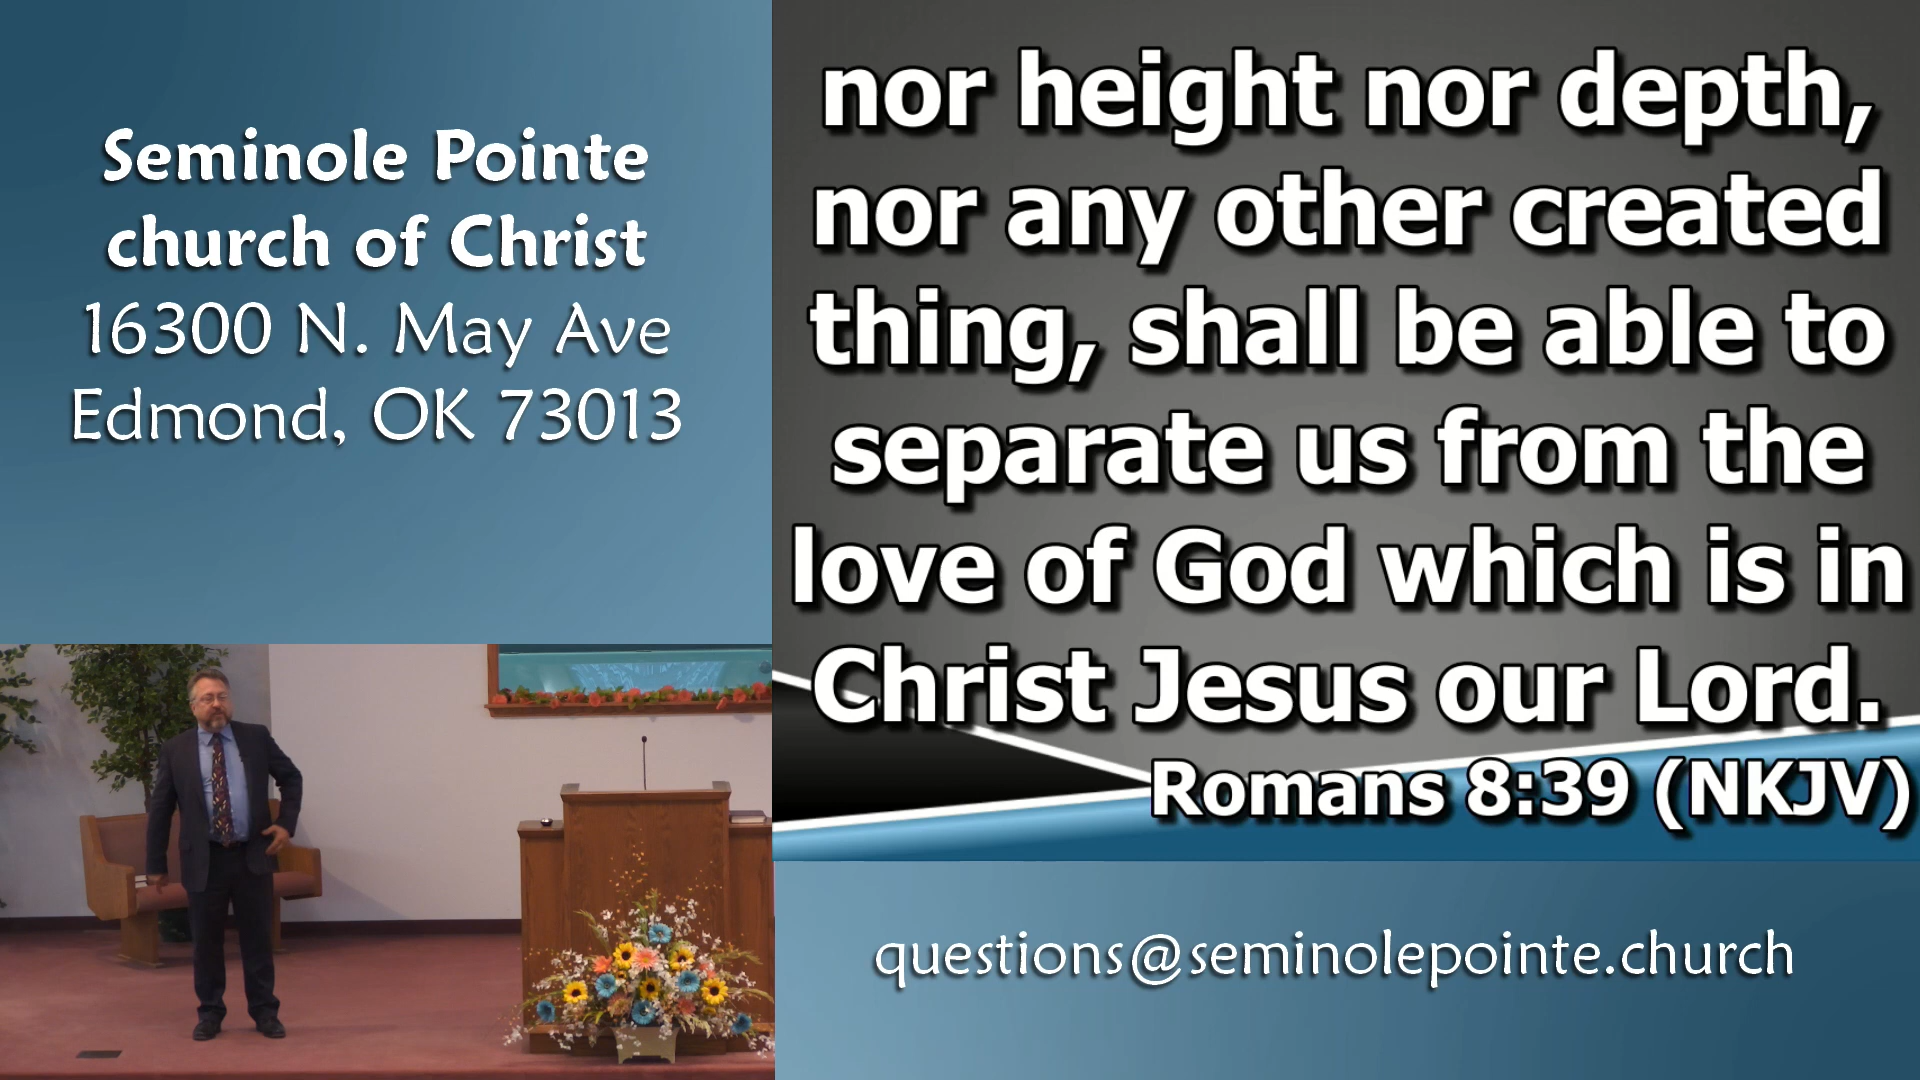 Seminole Pointe
church of Christ
16300 N. May Ave
Edmond, OK 73013
nor height nor depth,
nor any other created
thing, shall be able to
separate us from the
love of God which is in
Christ Jesus our Lord.
Romans 8:39 (NKJV)
questions@seminolepointe.church